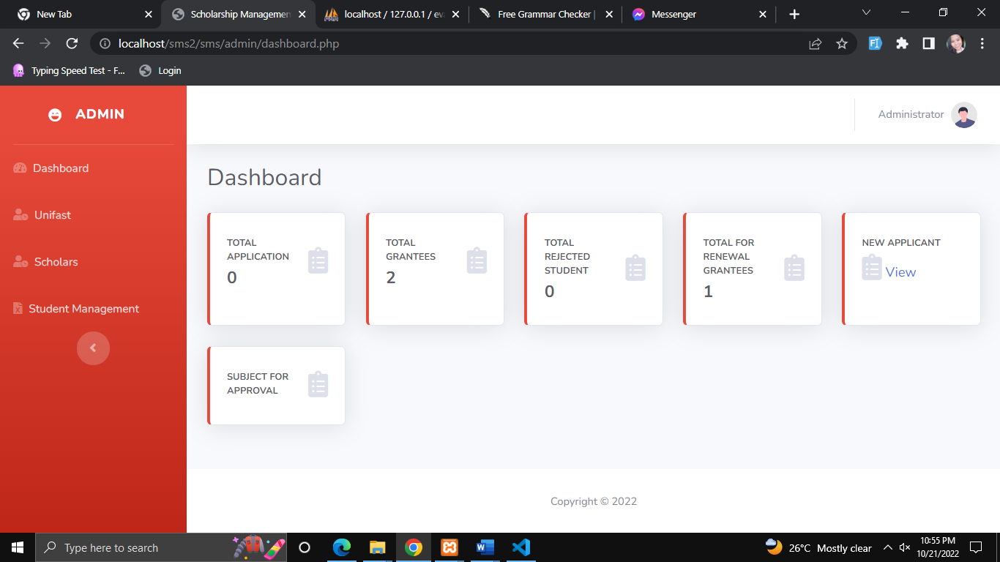 New Tab
Scholarship Managemen
localhost / 127.0.0.1 / eva
Free Grammar Checker |
Messenger
localhost/sms2/sms/admin/dashboard.php
Typing Speed Test - F...
Login
ADMIN
Administrator
Dashboard
Unifast
Scholars
Student Management
Dashboard
TOTAL
APPLICATION
0
TOTAL
GRANTEES
2
TOTAL
REJECTED
STUDENT
0
TOTAL FOR
RENEWAL
GRANTEES
1
NEW APPLICANT
View
SUBJECT FOR
APPROVAL
Copyright © 2022
Type here to search
26°C Mostly clear
10:55 PM
10/21/2022